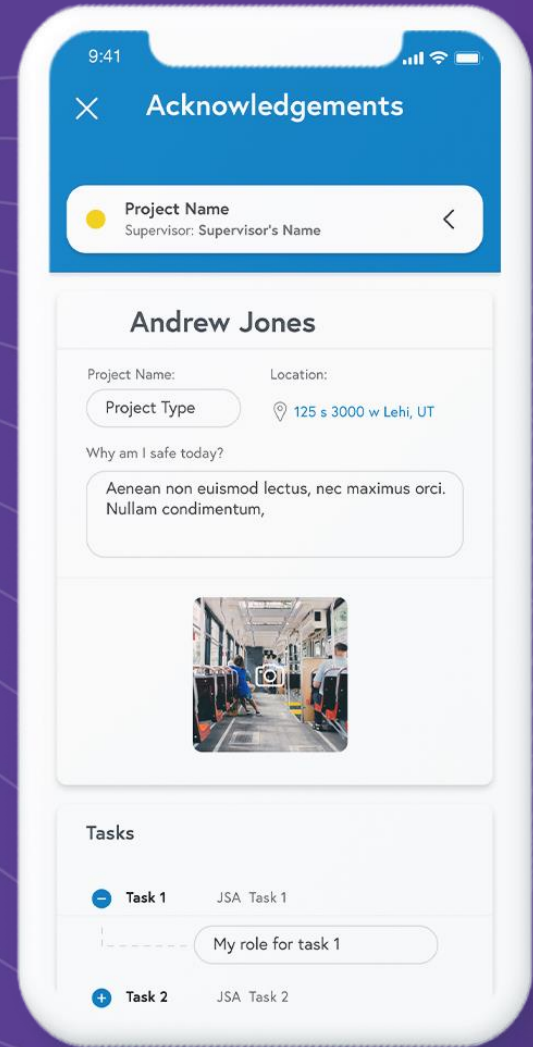 9:41
Acknowledgements
Project Name
Supervisor: Supervisor's Name
Andrew Jones
Project Name:
Location:
Project Type
125 s 3000 w Lehi, UT
Why am I safe today?
Aenean non euismod lectus, nec maximus orci.
Nullam condimentum,
Tasks
Task 1 JSA Task 1
My role for task 1
Task 2 JSA Task 2